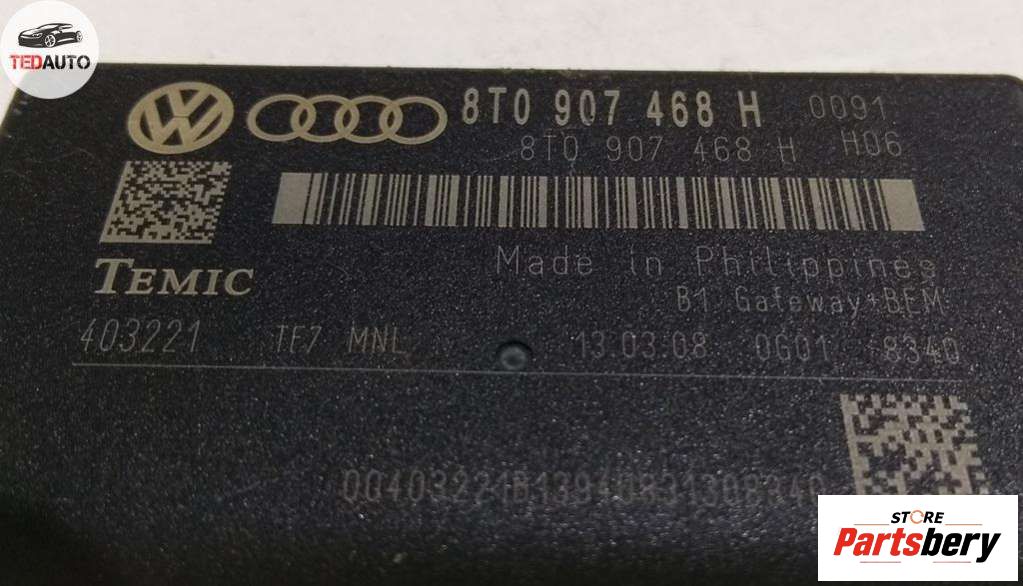 TEDAUTO
8T0 907 468 H 0091
8T0 907 468 H H06
Made in Philippines
TEMIC
B1 Gateway+BEM
403221 TF7 MNL 13.03.08 0G01 8340
STORE
Partsbery